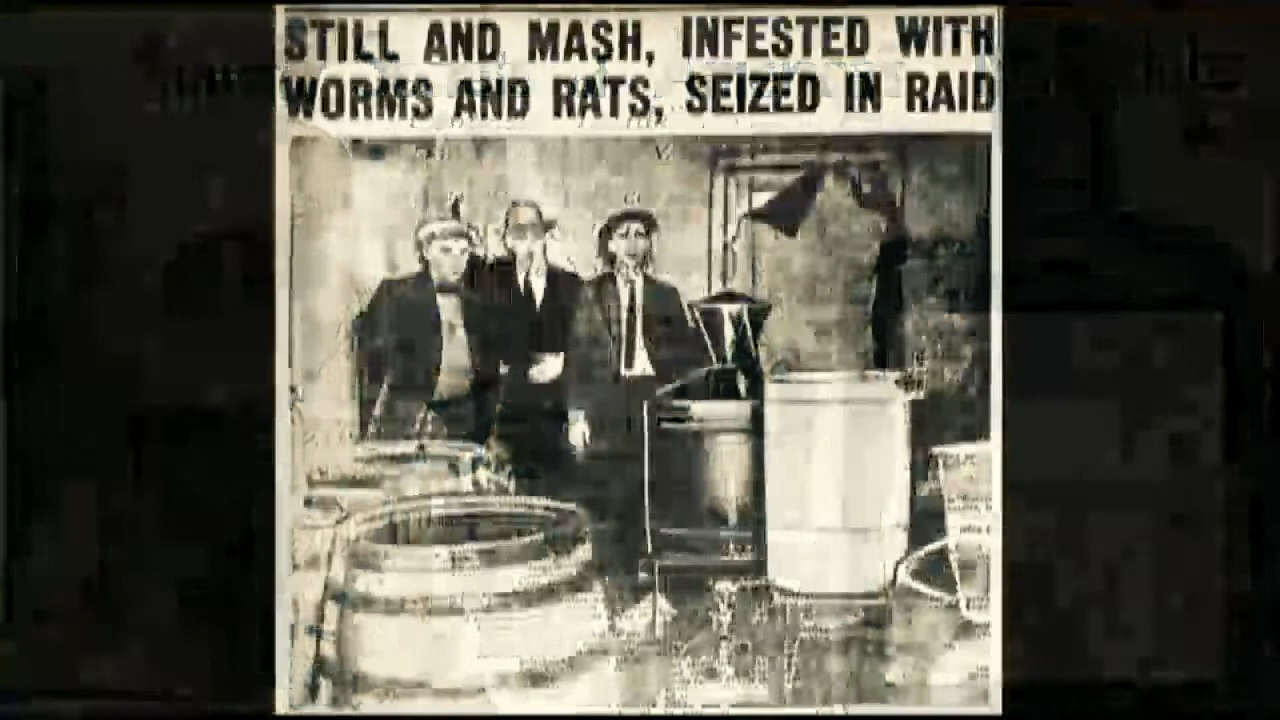 STILL AND MASH, INFESTED WITH
WORMS AND RATS, SEIZED IN RAID